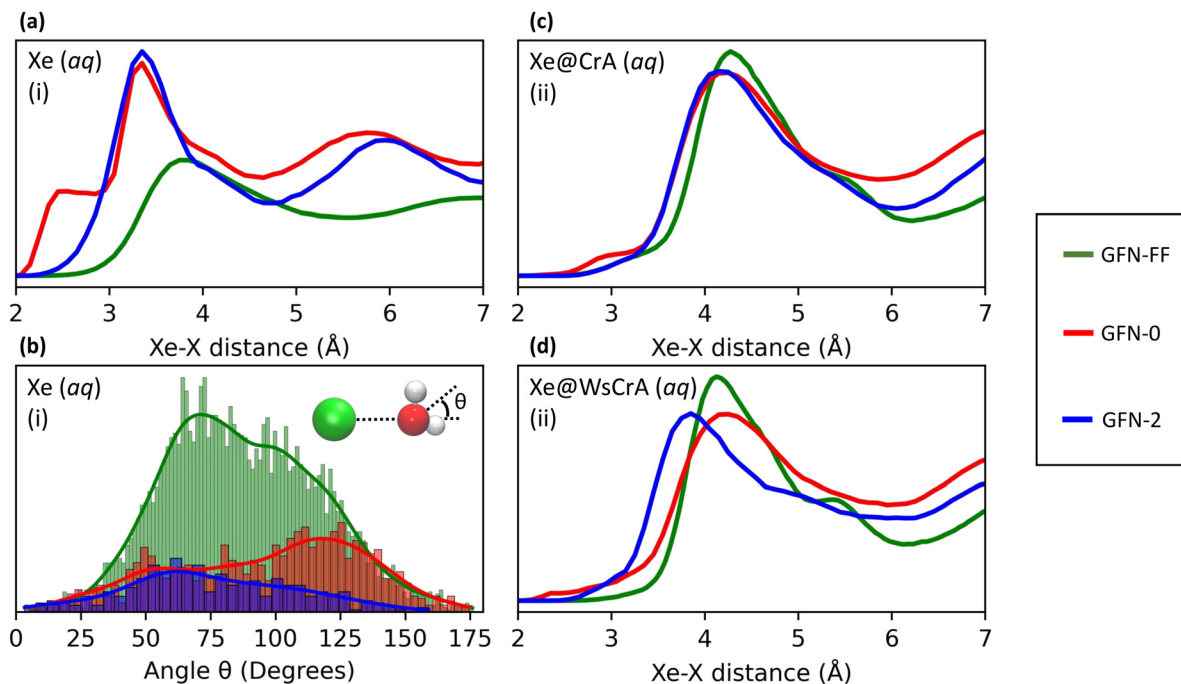 (a)
Xe (aq)
(i)
2 3 4 5 6 7
Xe-X distance (Å)
(c)
Xe@CrA (aq)
(ii)
2 3 4 5 6 7
Xe-X distance (Å)
(b)
Xe (aq)
(i)
θ
0 25 50 75 100 125 150 175
Angle θ (Degrees)
(d)
Xe@WsCrA (aq)
(ii)
2 3 4 5 6 7
Xe-X distance (Å)
GFN-FF
GFN-0
GFN-2